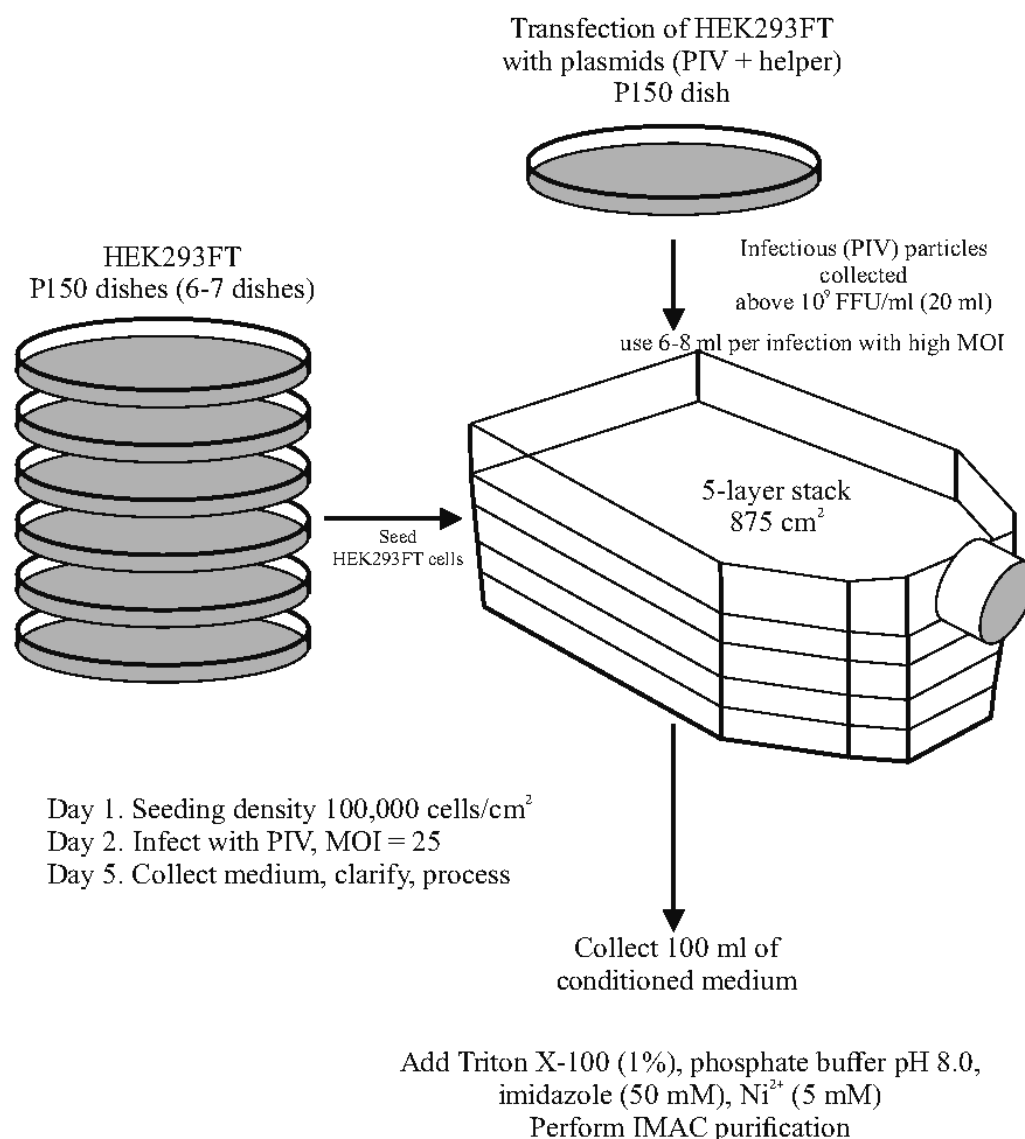 Transfection of HEK293FT
with plasmids (PIV + helper)
P150 dish
HEK293FT
P150 dishes (6-7 dishes)
Infectious (PIV) particles
collected
above 10⁹ FFU/ml (20 ml)
use 6-8 ml per infection with high MOI
5-layer stack
875 cm²
Seed
HEK293FT cells
Day 1. Seeding density 100,000 cells/cm²
Day 2. Infect with PIV, MOI = 25
Day 5. Collect medium, clarify, process
Collect 100 ml of
conditioned medium
Add Triton X-100 (1%), phosphate buffer pH 8.0,
imidazole (50 mM), Ni²⁺ (5 mM)
Perform IMAC purification